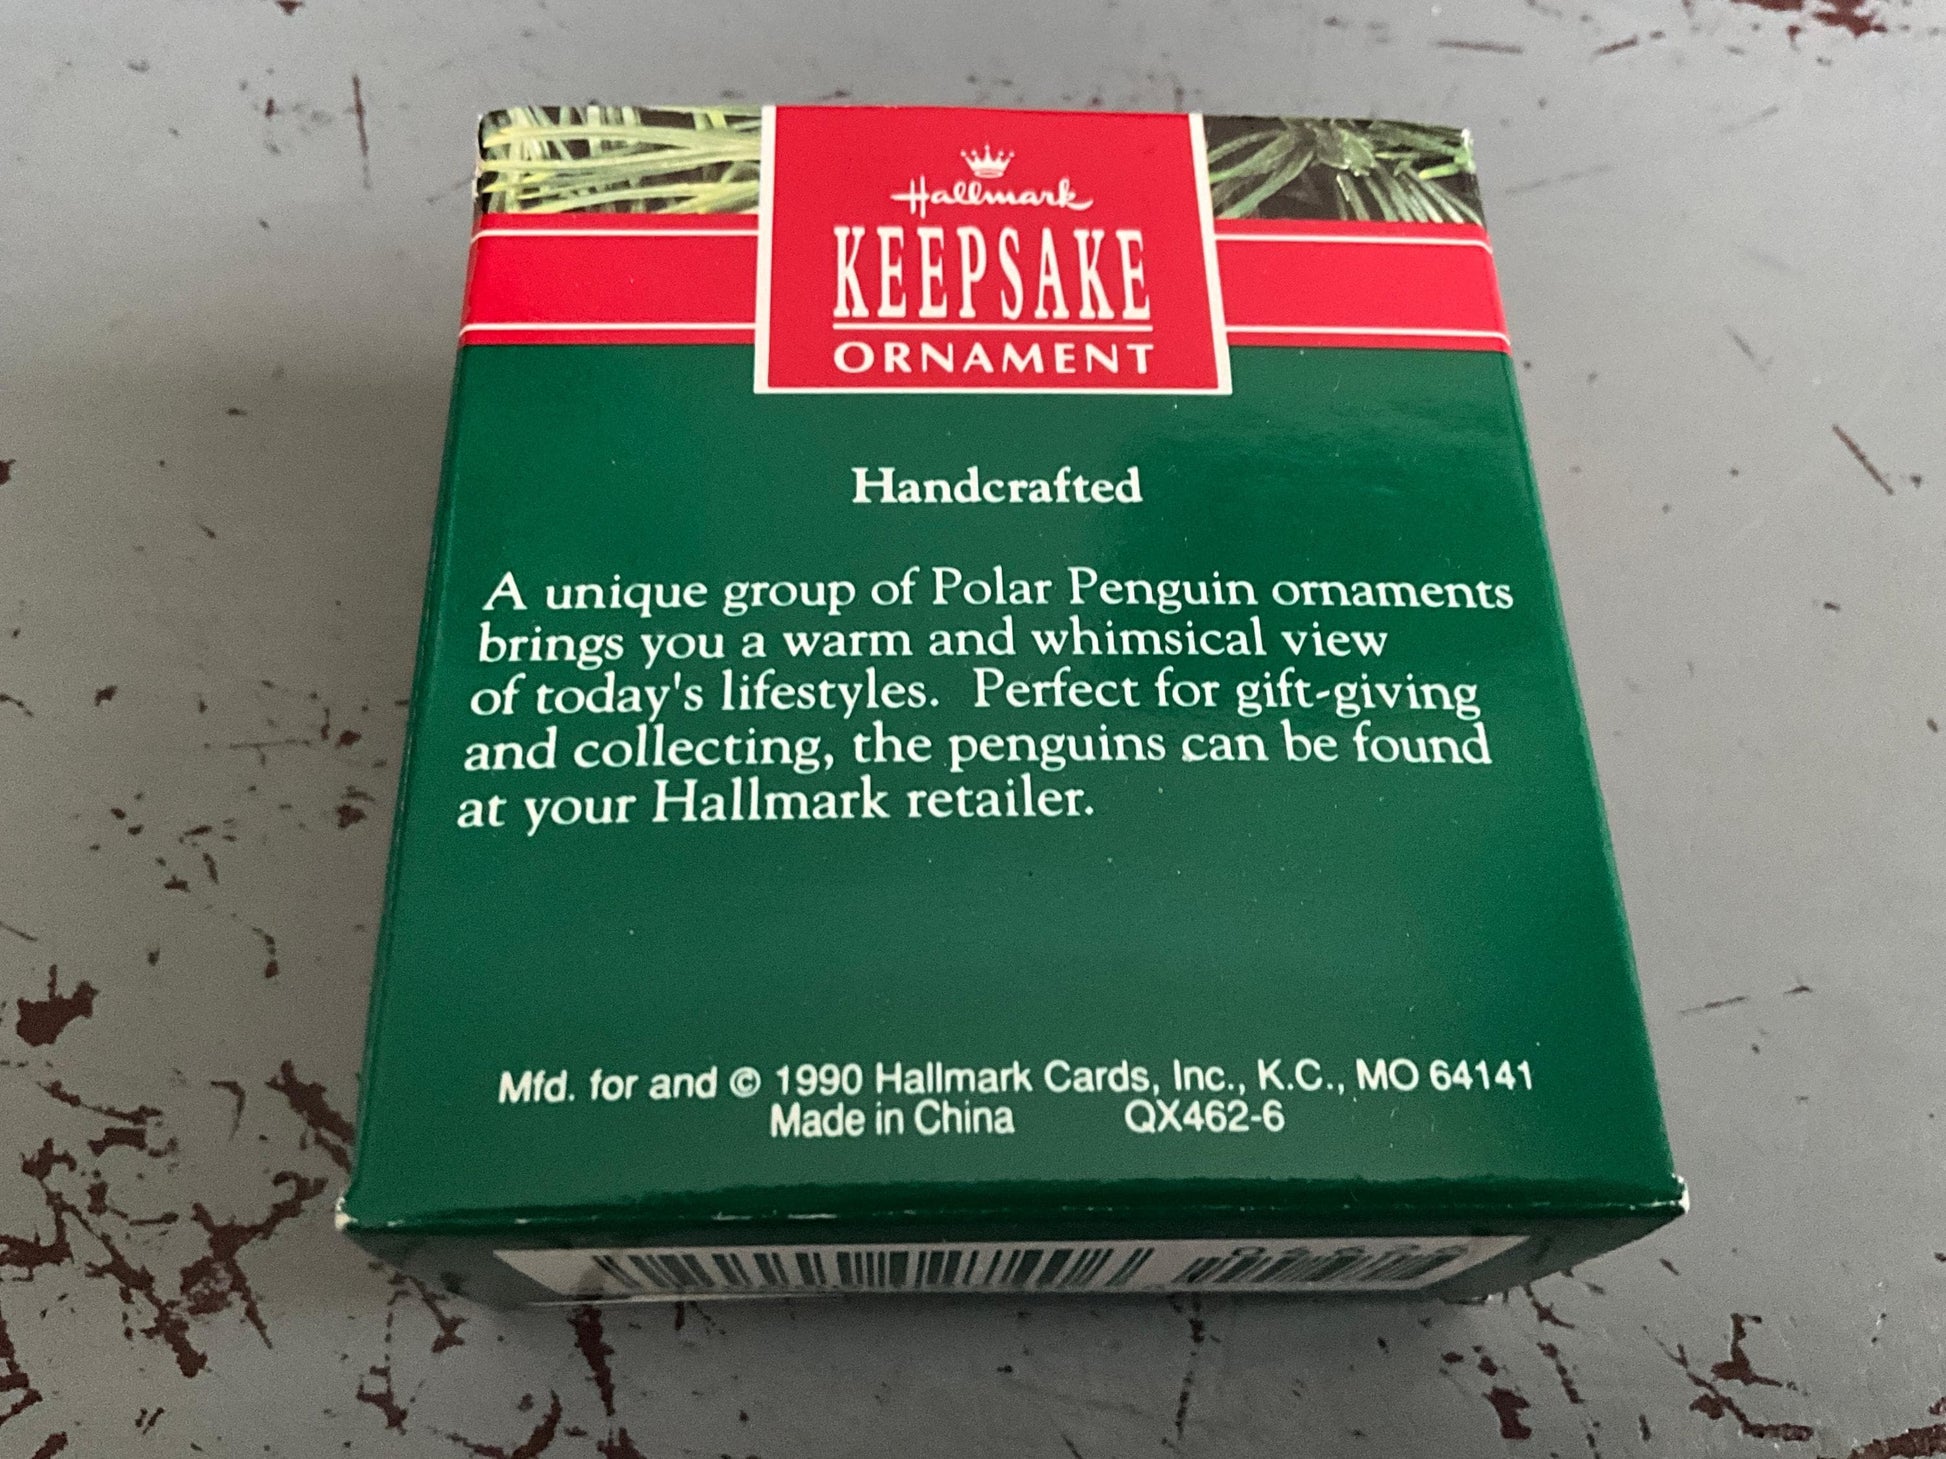 Hallmark
KEEPSAKE
ORNAMENT
Handcrafted
A unique group of Polar Penguin ornaments
brings you a warm and whimsical view
of today's lifestyles. Perfect for gift-giving
and collecting, the penguins can be found
at your Hallmark retailer.
Mfd. for and © 1990 Hallmark Cards, Inc., K.C., MO 64141
Made in China QX462-6